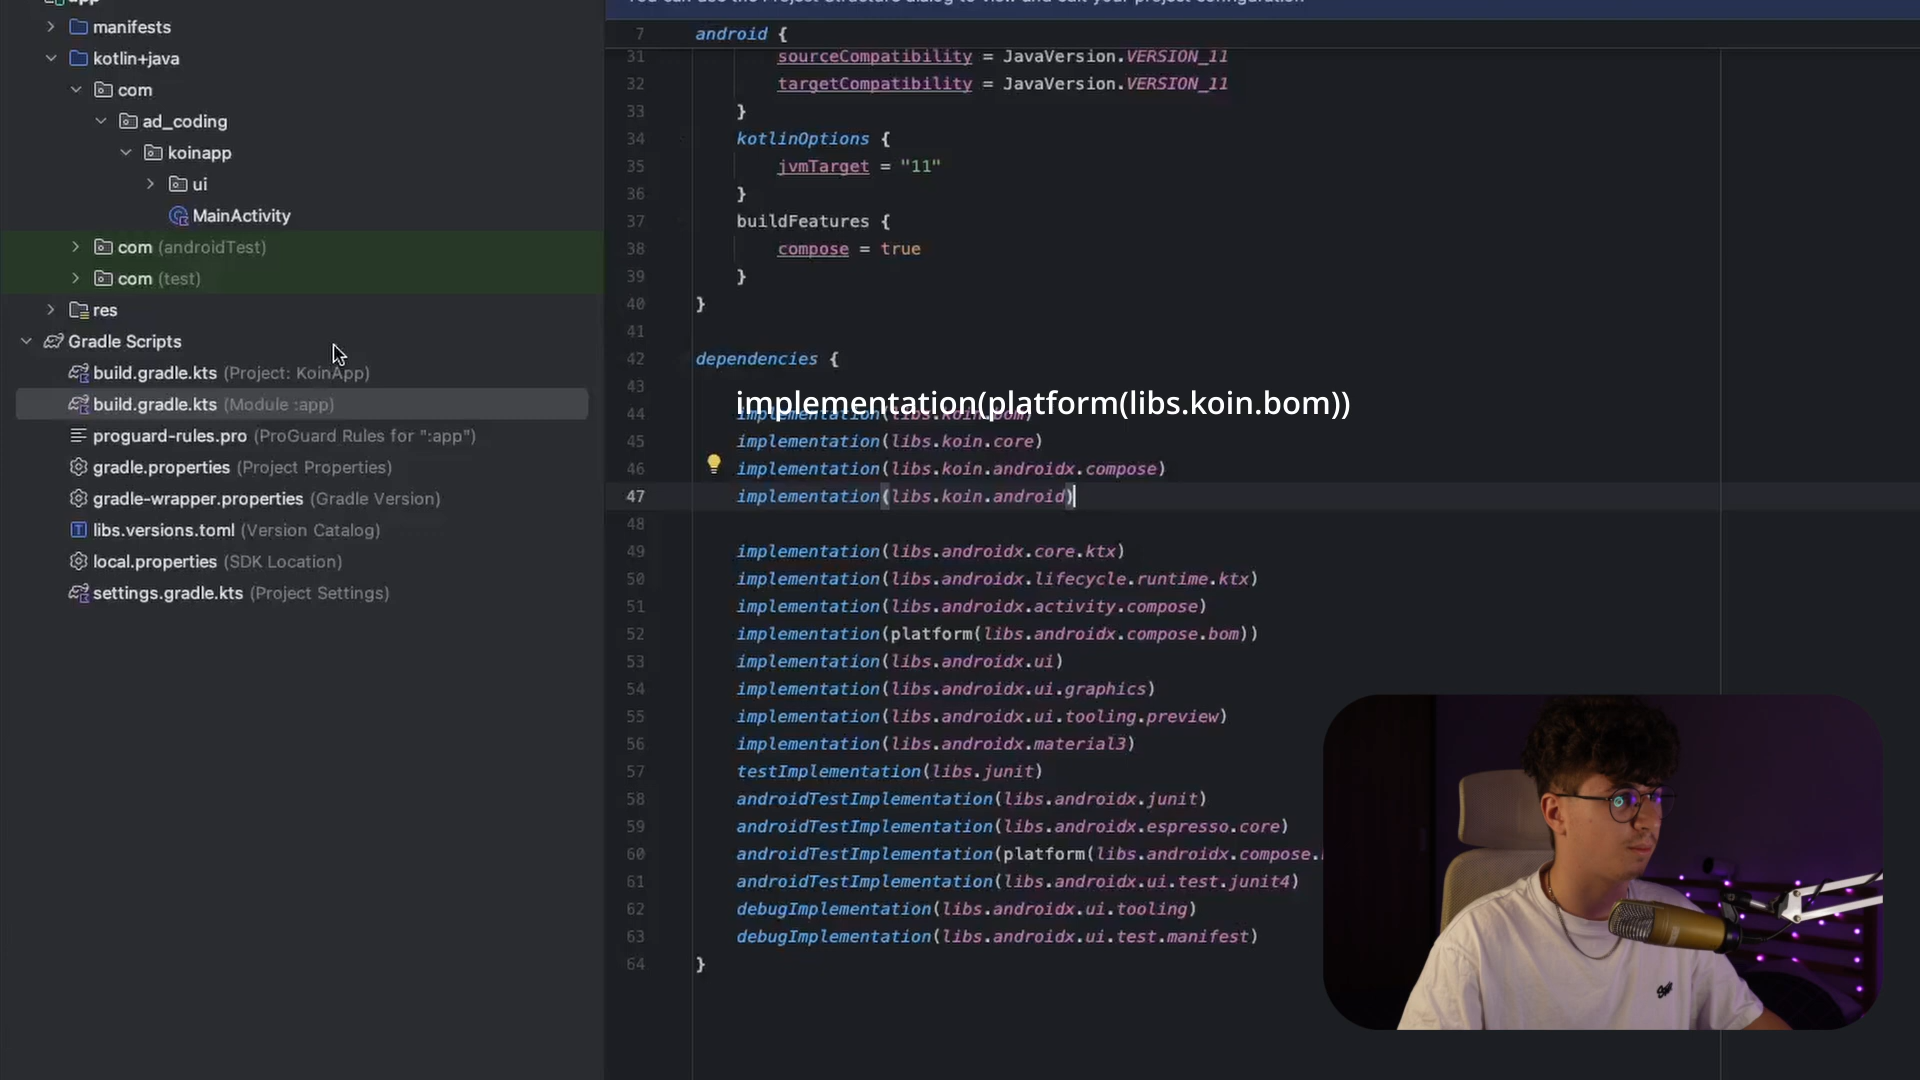 manifests
kotlin+java
com
ad_coding
koinapp
ui
MainActivity
com (androidTest)
com (test)
res
Gradle Scripts
build.gradle.kts (Project: KoinApp)
build.gradle.kts (Module :app)
proguard-rules.pro (ProGuard Rules for ":app")
gradle.properties (Project Properties)
gradle-wrapper.properties (Gradle Version)
libs.versions.toml (Version Catalog)
local.properties (SDK Location)
settings.gradle.kts (Project Settings)
7 android {
31 sourceCompatibility = JavaVersion.VERSION_11
32 targetCompatibility = JavaVersion.VERSION_11
33 }
34 kotlinOptions {
35 jvmTarget = "11"
36 }
37 buildFeatures {
38 compose = true
39 }
40 }
41
42 dependencies {
43
implementation(platform(libs.koin.bom))
44 implementation(libs.koin.bom)
45 implementation(libs.koin.core)
46 implementation(libs.koin.androidx.compose)
47 implementation(libs.koin.android)
48
49 implementation(libs.androidx.core.ktx)
50 implementation(libs.androidx.lifecycle.runtime.ktx)
51 implementation(libs.androidx.activity.compose)
52 implementation(platform(libs.androidx.compose.bom))
53 implementation(libs.androidx.ui)
54 implementation(libs.androidx.ui.graphics)
55 implementation(libs.androidx.ui.tooling.preview)
56 implementation(libs.androidx.material3)
57 testImplementation(libs.junit)
58 androidTestImplementation(libs.androidx.junit)
59 androidTestImplementation(libs.androidx.espresso.core)
60 androidTestImplementation(platform(libs.androidx.compose.
61 androidTestImplementation(libs.androidx.ui.test.junit4)
62 debugImplementation(libs.androidx.ui.tooling)
63 debugImplementation(libs.androidx.ui.test.manifest)
64 }